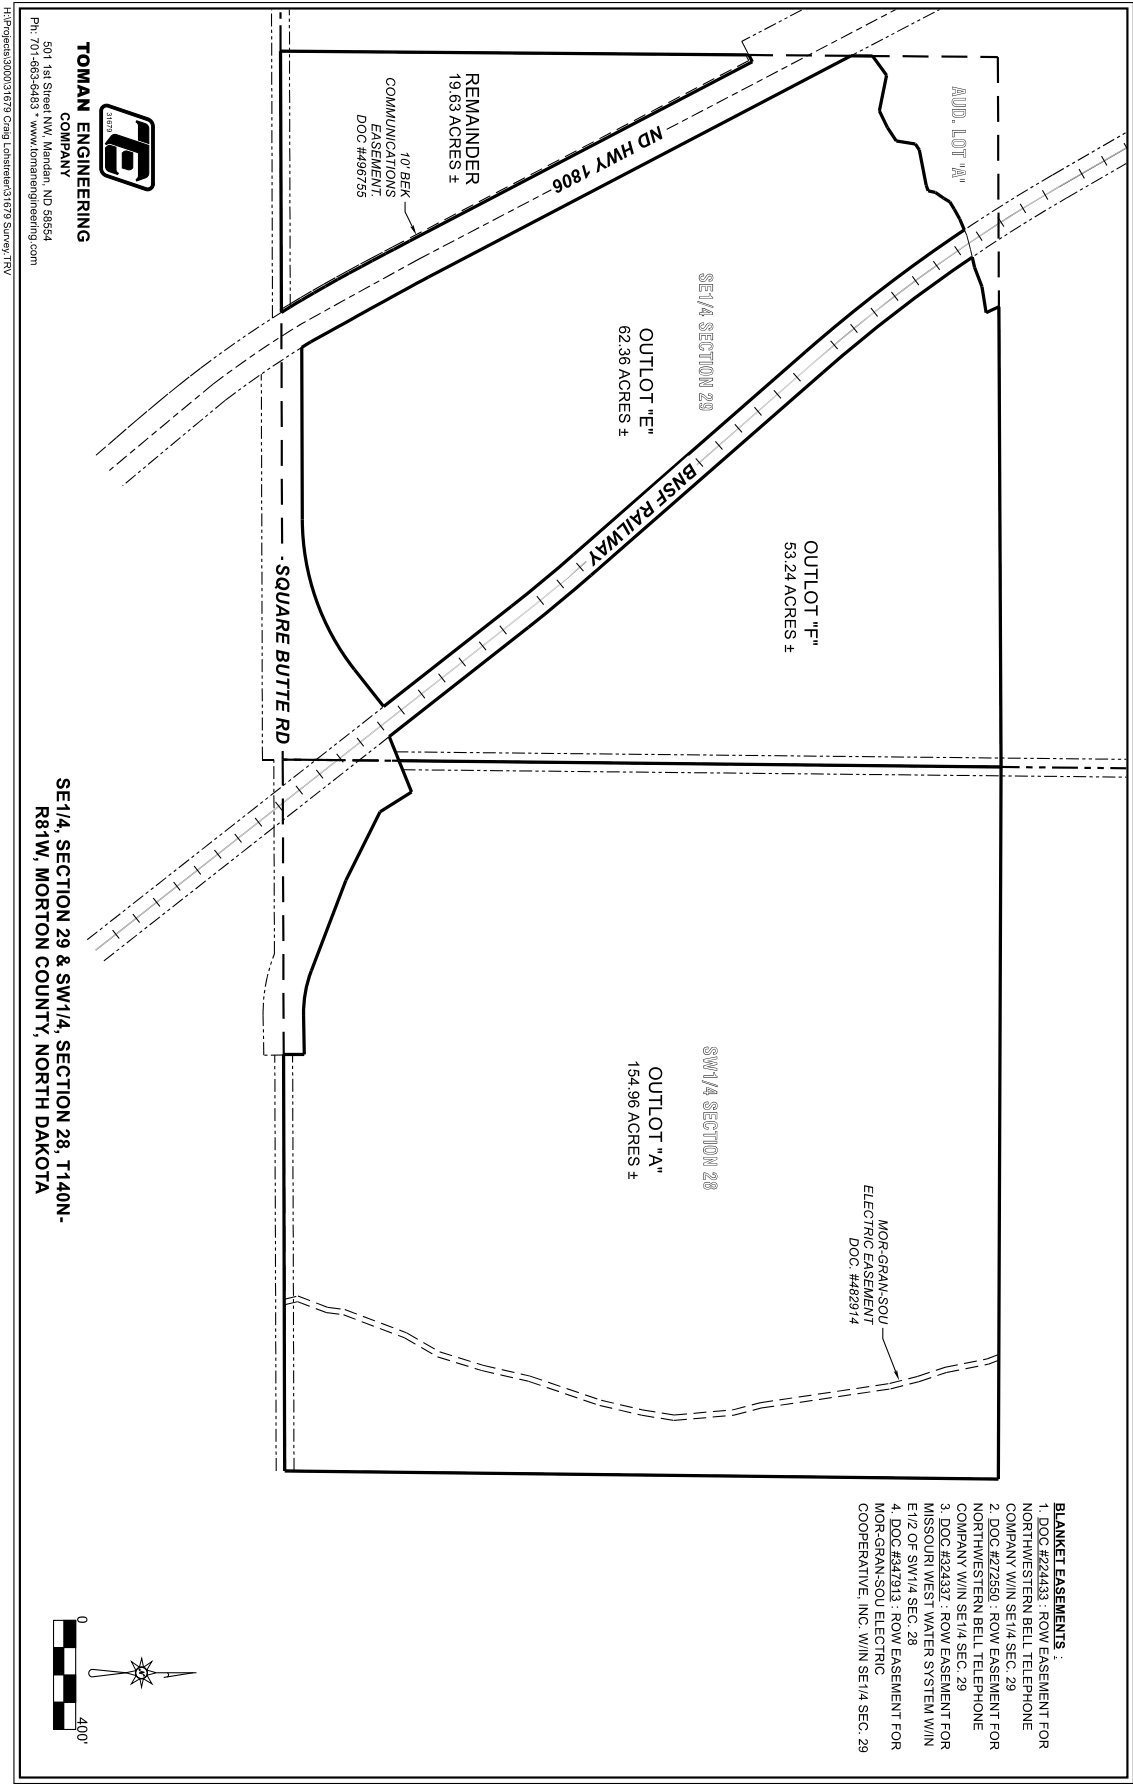 AUD. LOT "A"
BLANKET EASEMENTS :
1. DOC #224433 : ROW EASEMENT FOR
NORTHWESTERN BELL TELEPHONE
COMPANY W/IN SE1/4 SEC. 29
2. DOC #272550 : ROW EASEMENT FOR
NORTHWESTERN BELL TELEPHONE
COMPANY W/IN SE1/4 SEC. 29
3. DOC #324337 : ROW EASEMENT FOR
MISSOURI WEST WATER SYSTEM W/IN
E1/2 OF SW1/4 SEC. 28
4. DOC #347913 : ROW EASEMENT FOR
MOR-GRAN-SOU ELECTRIC
COOPERATIVE, INC. W/IN SE1/4 SEC. 29
MOR-GRAN-SOU
ELECTRIC EASEMENT
DOC. #482914
OUTLOT "F"
53.24 ACRES ±
SE1/4 SECTION 29
SW1/4 SECTION 28
OUTLOT "E"
62.36 ACRES ±
OUTLOT "A"
154.96 ACRES ±
BNSF RAILWAY
ND HWY 1806
REMAINDER
19.63 ACRES ±
10' BEK
COMMUNICATIONS
EASEMENT.
DOC #496755
SQUARE BUTTE RD
31679
TOMAN ENGINEERING
COMPANY
501 1st Street NW, Mandan, ND 58554
Ph: 701-663-6483 * www.tomanengineering.com
SE1/4, SECTION 29 & SW1/4, SECTION 28, T140N-
R81W, MORTON COUNTY, NORTH DAKOTA
0 400'
H:\Projects\3000\31679 Craig Lohstreter\31679 Survey.TRV